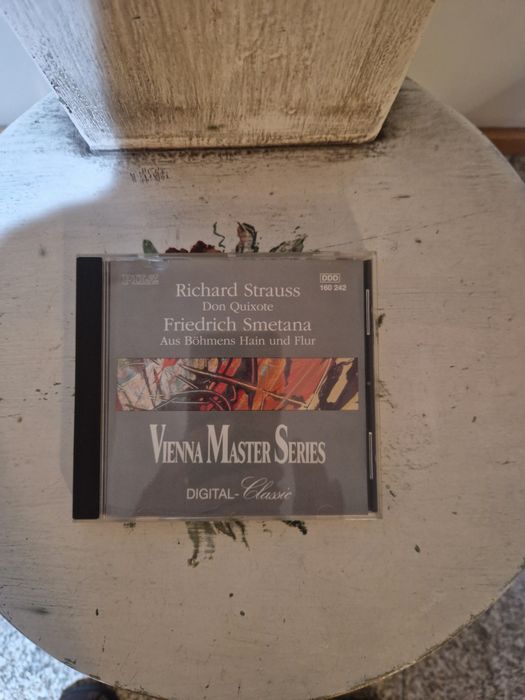 PILZ
DDD
160 242
Richard Strauss
Don Quixote
Friedrich Smetana
Aus Böhmens Hain und Flur
VIENNA MASTER SERIES
DIGITAL-Classic